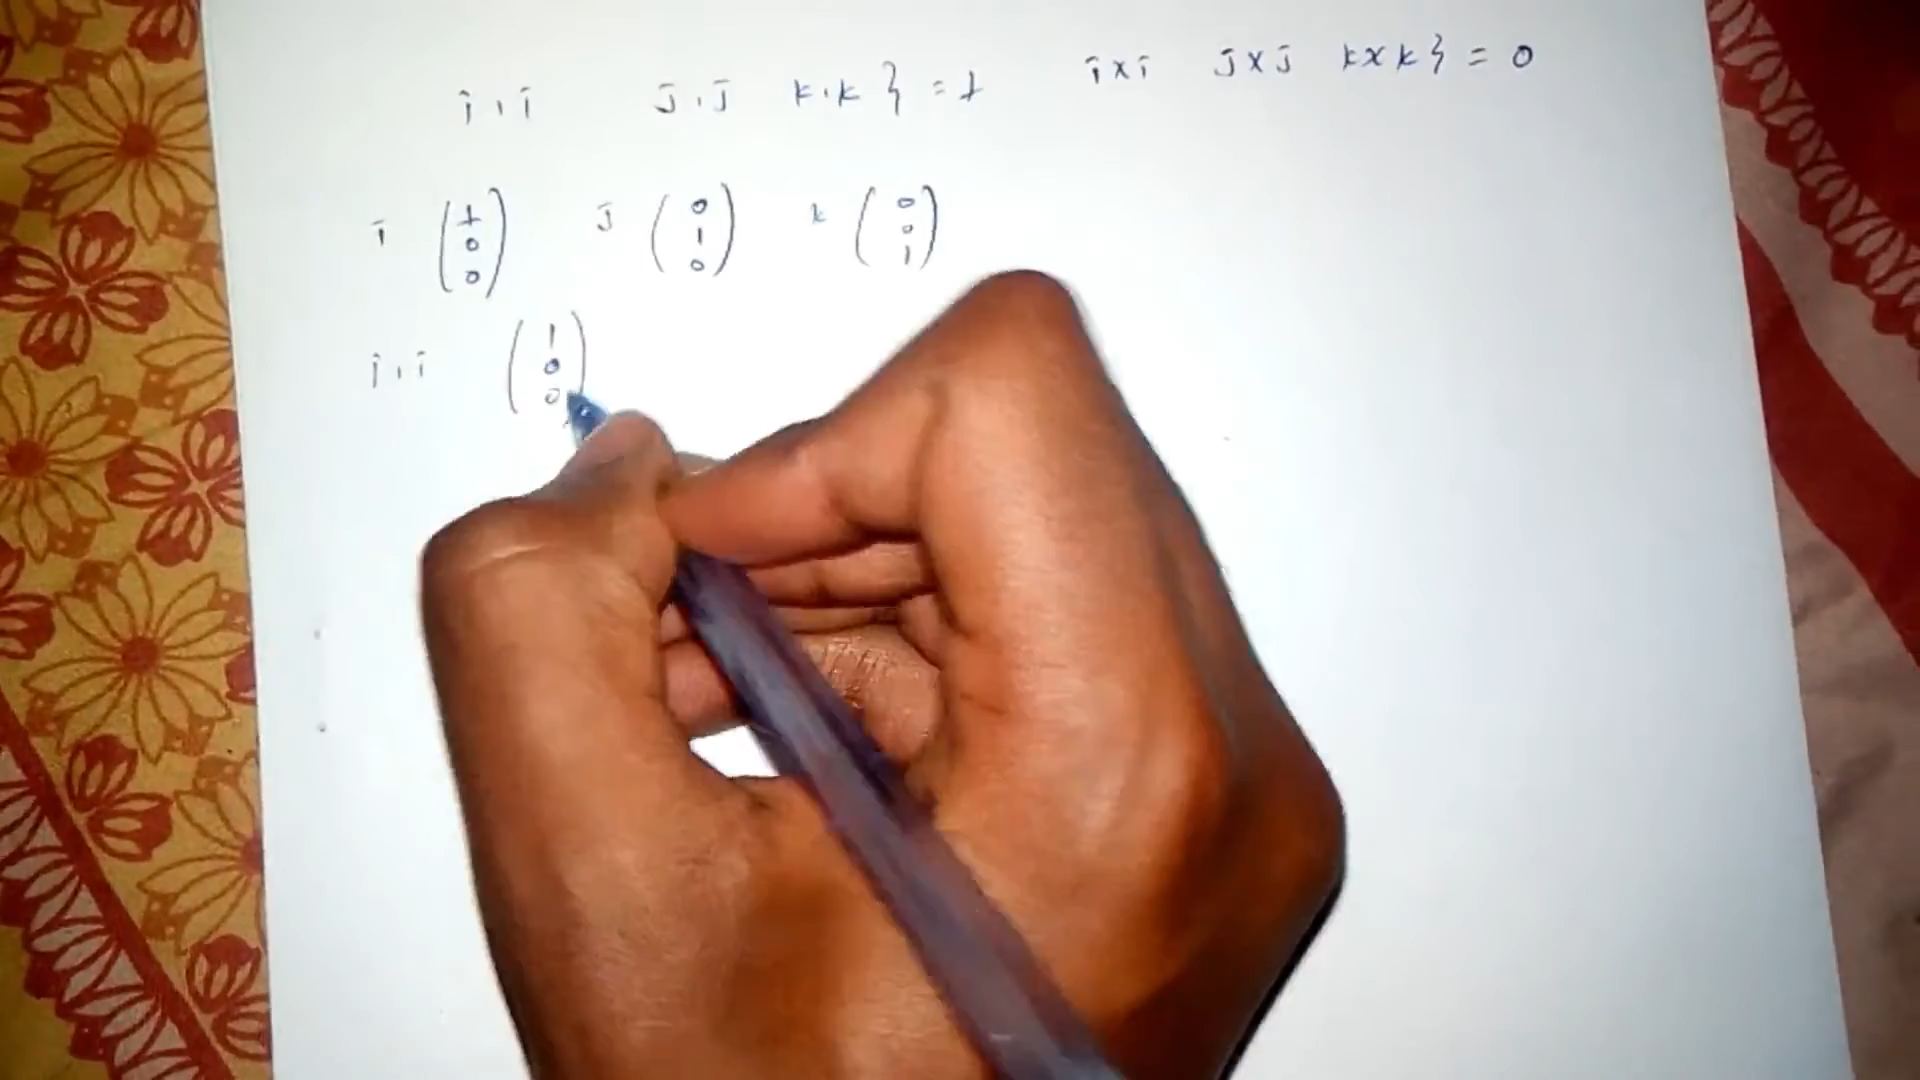 i . i j . j k . k } = 1 i x i j x j k x k } = 0
i ( 1 0 0 ) j ( 0 1 0 ) k ( 0 0 1 )
i . i ( 1 0 0 )